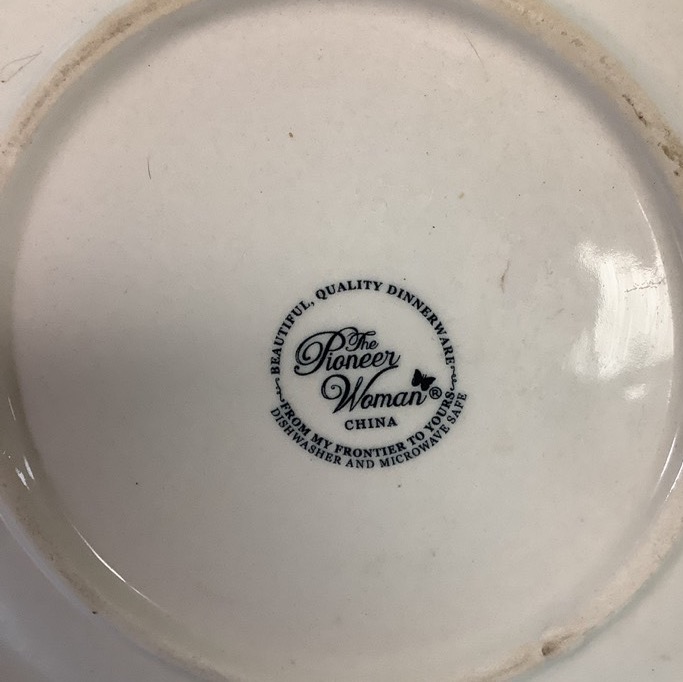 BEAUTIFUL, QUALITY DINNERWARE
The
Pioneer
Woman®
CHINA
FROM MY FRONTIER TO YOURS
DISHWASHER AND MICROWAVE SAFE